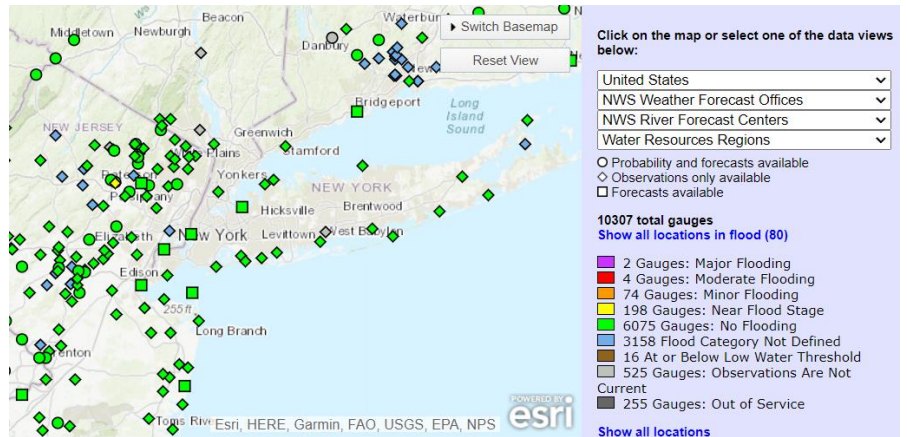 Beacon
Waterbur
Middletown
Newburgh
Switch Basemap
Danbury
New
Reset View
Bridgeport
Long
Island
Sound
NEW JERSEY
Greenwich
White Plains
Stamford
Paterson
Yonkers
NEW YORK
Parsippany
Hicksville
Brentwood
Elizabeth
New York
Levittown
West Babylon
Edison
255 ft
Long Branch
Trenton
Toms River
Esri, HERE, Garmin, FAO, USGS, EPA, NPS
POWERED BY
esri
Click on the map or select one of the data views
below:
United States
NWS Weather Forecast Offices
NWS River Forecast Centers
Water Resources Regions
Probability and forecasts available
Observations only available
Forecasts available
10307 total gauges
Show all locations in flood (80)
2 Gauges: Major Flooding
4 Gauges: Moderate Flooding
74 Gauges: Minor Flooding
198 Gauges: Near Flood Stage
6075 Gauges: No Flooding
3158 Flood Category Not Defined
16 At or Below Low Water Threshold
525 Gauges: Observations Are Not
Current
255 Gauges: Out of Service
Show all locations